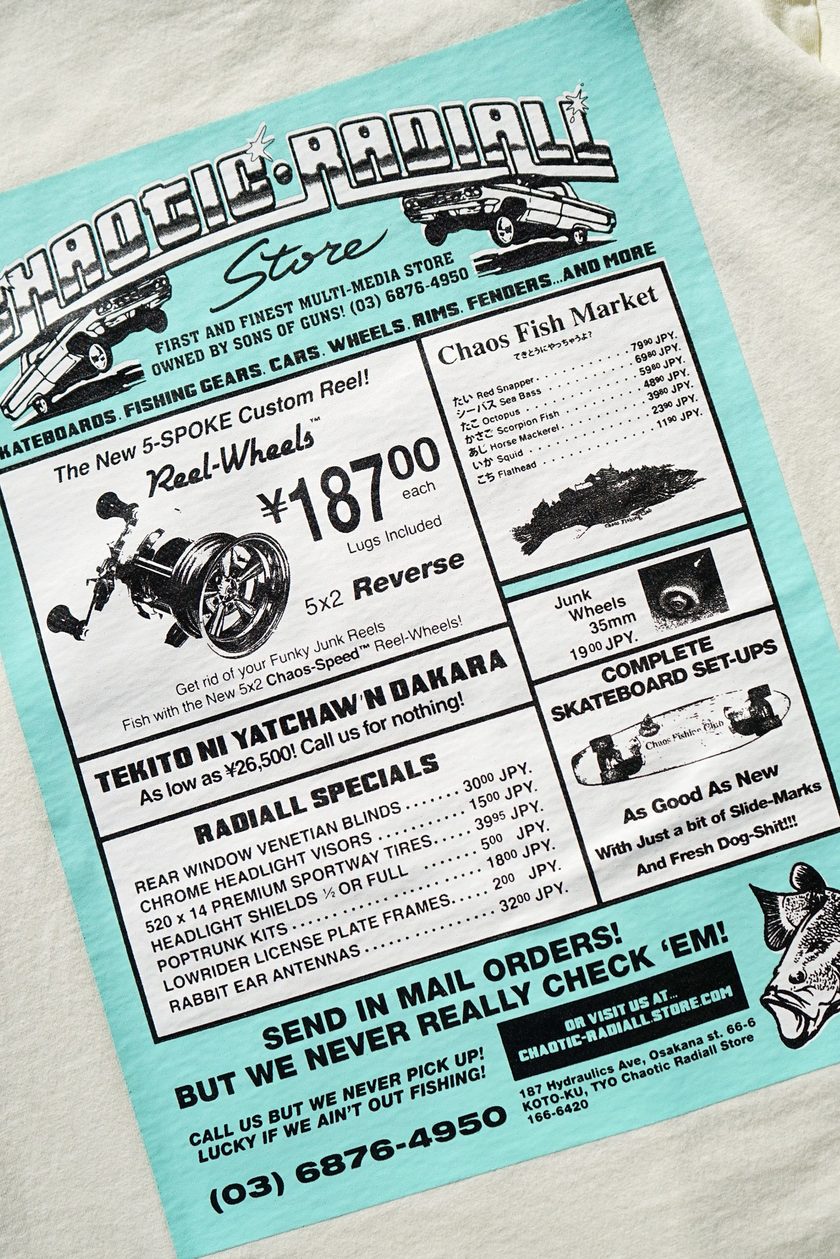 CHAOTIC·RADIALL
Store
FIRST AND FINEST MULTI-MEDIA STORE
OWNED BY SONS OF GUNS! (03) 6876-4950
KATEBOARDS. FISHING GEARS. CARS. WHEELS. RIMS. FENDERS...AND MORE
The New 5-SPOKE Custom Reel!
Reel-Wheels™
¥187⁰⁰
each
Lugs Included
5x2 Reverse
Get rid of your Funky Junk Reels
Fish with the New 5x2 Chaos-Speed™ Reel-Wheels!
TEKITO NI YATCHAW'N DAKARA
As low as ¥26,500! Call us for nothing!
RADIALL SPECIALS
REAR WINDOW VENETIAN BLINDS ....... 30⁰⁰ JPY.
CHROME HEADLIGHT VISORS .......... 15⁰⁰ JPY.
520 x 14 PREMIUM SPORTWAY TIRES..... 39⁹⁵ JPY.
HEADLIGHT SHIELDS ½ OR FULL ........ 500 JPY.
POPTRUNK KITS .................... 18⁰⁰ JPY.
LOWRIDER LICENSE PLATE FRAMES..... 200 JPY.
RABBIT EAR ANTENNAS .............. 32⁰⁰ JPY.
Chaos Fish Market
てきとうにやっちゃうよ?
たい Red Snapper.................. 79⁹⁰ JPY.
シーバス Sea Bass................. 69⁸⁰ JPY.
たこ Octopus ..................... 59⁸⁰ JPY.
かさご Scorpion Fish .............. 48⁹⁰ JPY.
あじ Horse Mackerel............... 39⁸⁰ JPY.
いか Squid ....................... 23⁹⁰ JPY.
こち Flathead .................... 11⁹⁰ JPY.
Chaos Fishing Club
Junk
Wheels
35mm
19⁰⁰ JPY.
COMPLETE
SKATEBOARD SET-UPS
Chaos Fishing Club
As Good As New
With Just a bit of Slide-Marks
And Fresh Dog-Shit!!!
SEND IN MAIL ORDERS!
BUT WE NEVER REALLY CHECK 'EM!
CALL US BUT WE NEVER PICK UP!
LUCKY IF WE AIN'T OUT FISHING!
(03) 6876-4950
OR VISIT US AT...
CHAOTIC-RADIALL.STORE.COM
187 Hydraulics Ave, Osakana st. 66-6
KOTO-KU, TYO Chaotic Radiall Store
166-6420